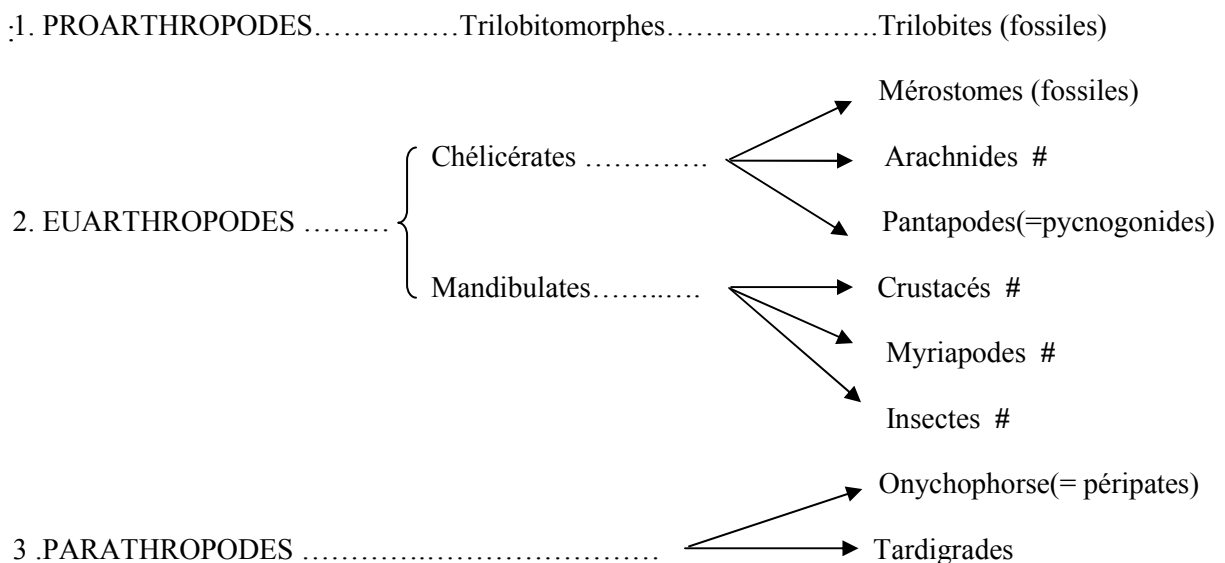 :1. PROARTHROPODES……………Trilobitomorphes………………….Trilobites (fossiles)
Mérostomes (fossiles)
Chélicérates …………. Arachnides #
2. EUARTHROPODES ……… Pantapodes(=pycnogonides)
Mandibulates……..…. Crustacés #
Myriapodes #
Insectes #
Onychophorse(= péripates)
3 .PARATHROPODES ………….…………………… Tardigrades